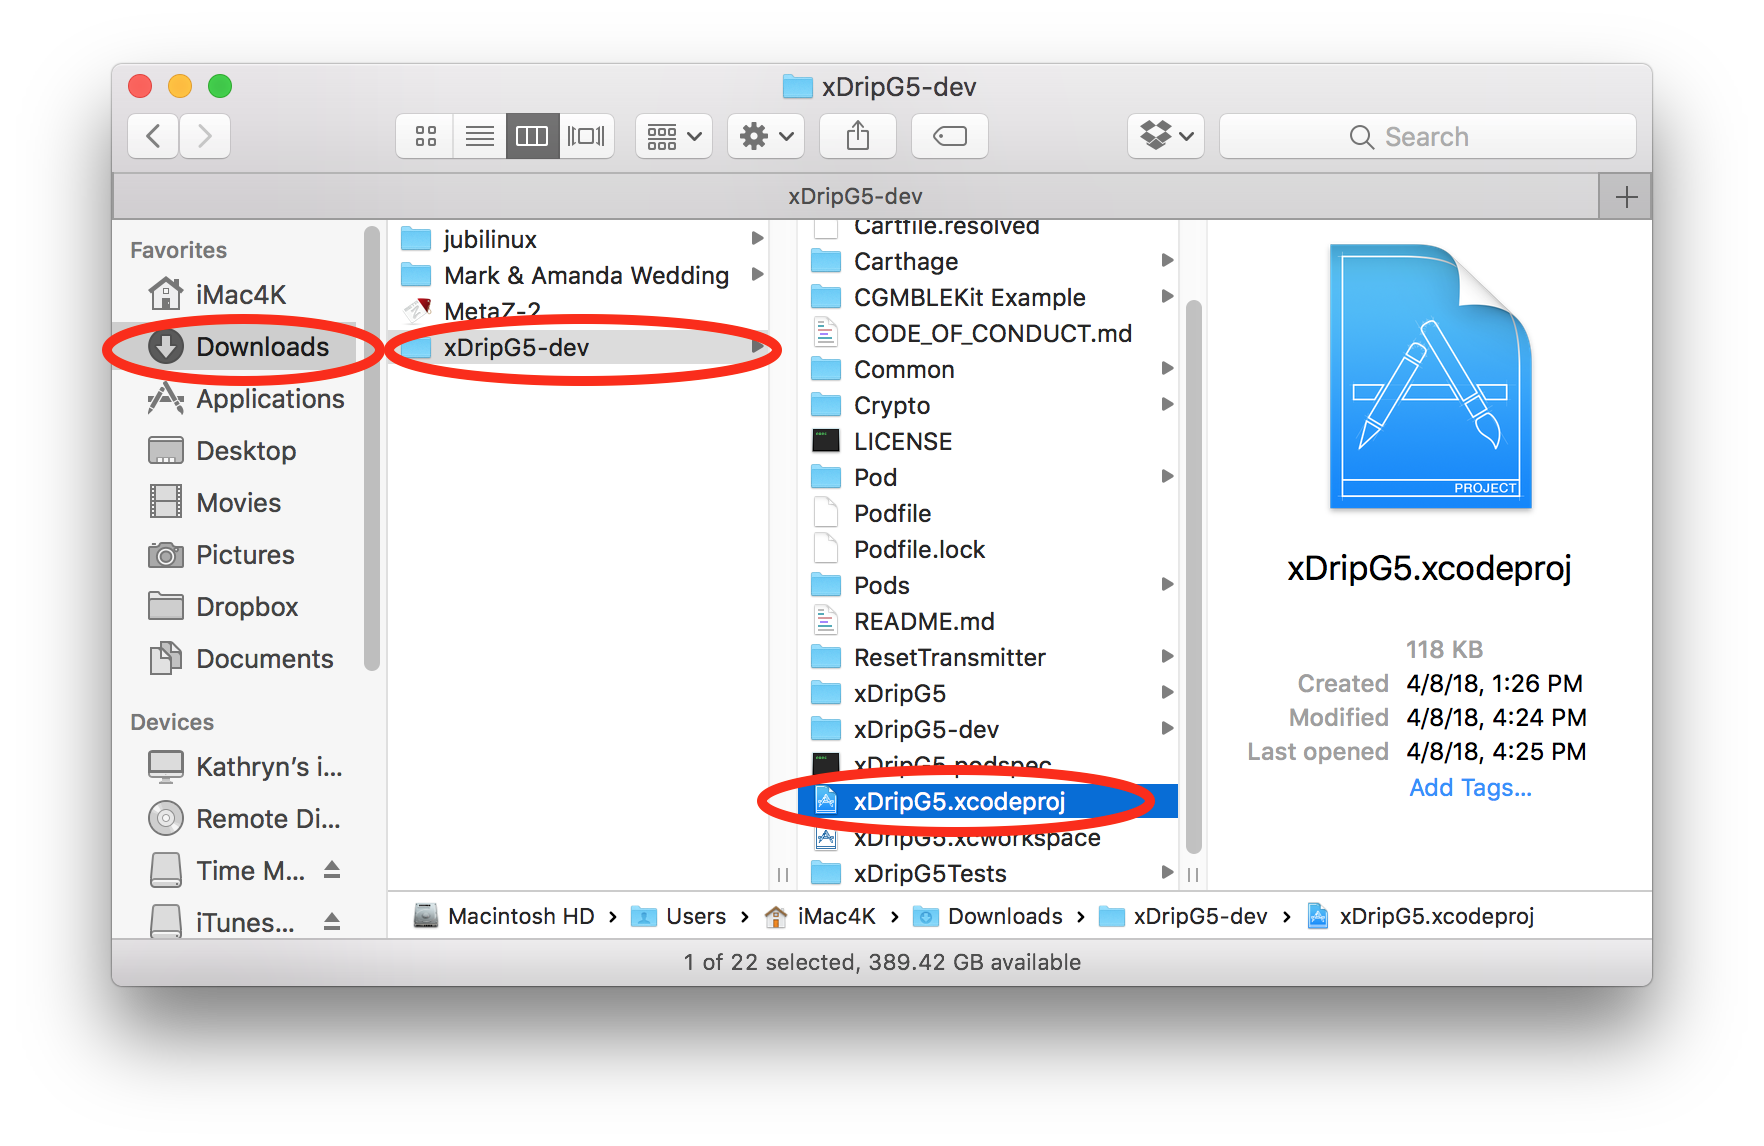 xDripG5-dev
Search
xDripG5-dev
Favorites
iMac4K
Downloads
Applications
Desktop
Movies
Pictures
Dropbox
Documents
Devices
Kathryn's i...
Remote Di...
Time M...
iTunes...
jubilinux
Mark & Amanda Wedding
MetaZ-2
xDripG5-dev
Cartfile.resolved
Carthage
CGMBLEKit Example
CODE_OF_CONDUCT.md
Common
Crypto
LICENSE
Pod
Podfile
Podfile.lock
Pods
README.md
ResetTransmitter
xDripG5
xDripG5-dev
xDripG5.podspec
xDripG5.xcodeproj
xDripG5.xcworkspace
xDripG5Tests
PROJECT
xDripG5.xcodeproj
118 KB
Created 4/8/18, 1:26 PM
Modified 4/8/18, 4:24 PM
Last opened 4/8/18, 4:25 PM
Add Tags...
Macintosh HD › Users › iMac4K › Downloads › xDripG5-dev › xDripG5.xcodeproj
1 of 22 selected, 389.42 GB available